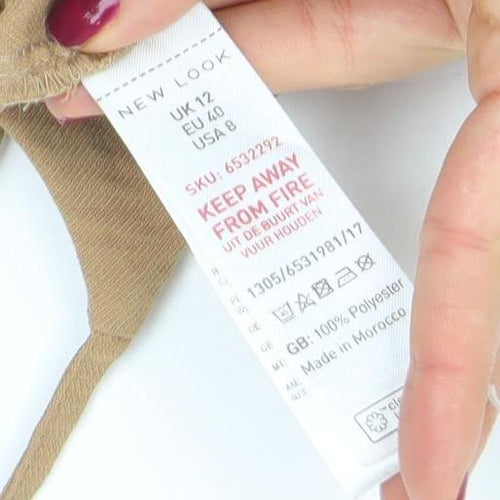 NEW LOOK
UK 12
EU 40
USA 8
SKU: 6532292
KEEP AWAY
FROM FIRE
UIT DE BUURT VAN
VUUR HOUDEN
1305/6531981/17
GB: 100% Polyester
Made in Morocco